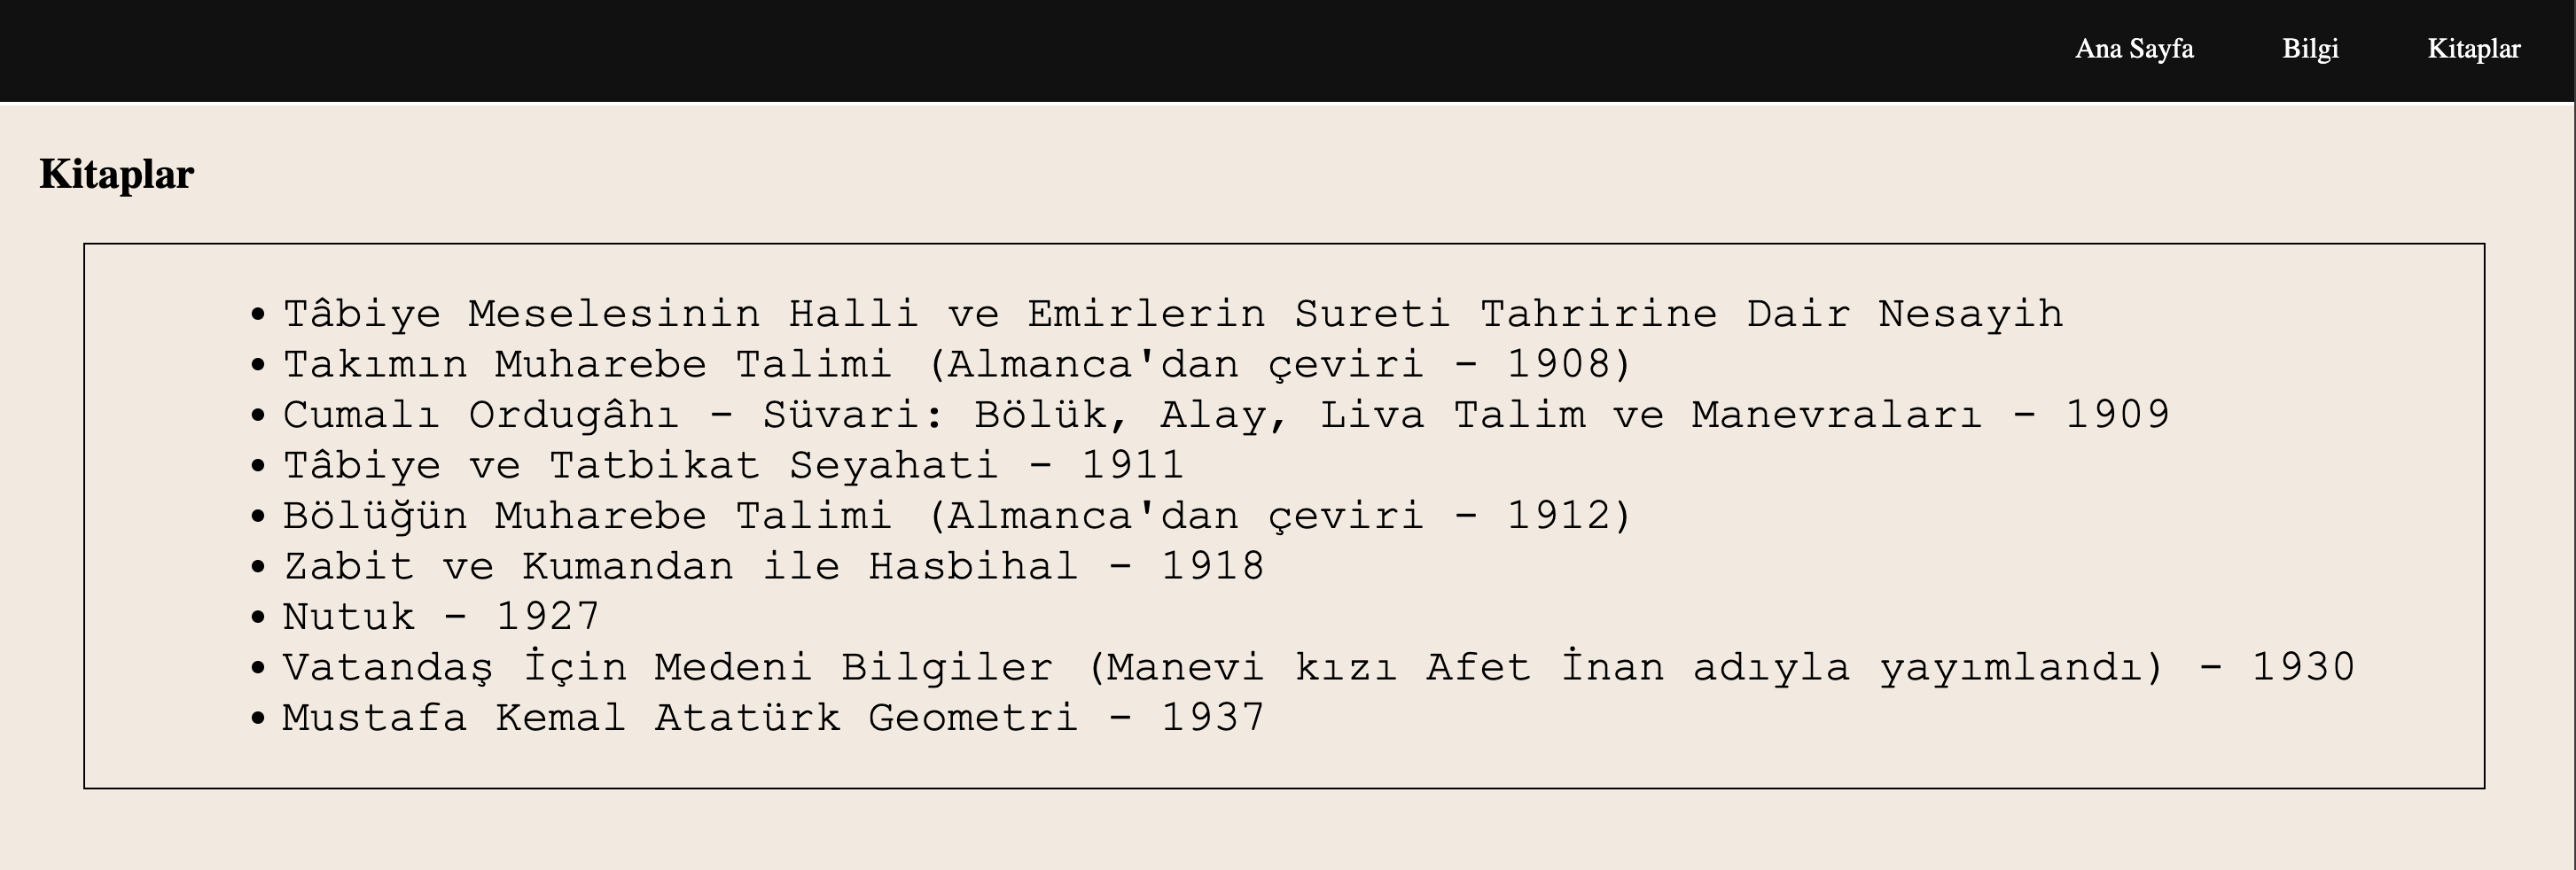 Ana Sayfa Bilgi Kitaplar
Kitaplar
• Tâbiye Meselesinin Halli ve Emirlerin Sureti Tahririne Dair Nesayih
• Takımın Muharebe Talimi (Almanca'dan çeviri - 1908)
• Cumalı Ordugâhı - Süvari: Bölük, Alay, Liva Talim ve Manevraları - 1909
• Tâbiye ve Tatbikat Seyahati - 1911
• Bölüğün Muharebe Talimi (Almanca'dan çeviri - 1912)
• Zabit ve Kumandan ile Hasbihal - 1918
• Nutuk - 1927
• Vatandaş İçin Medeni Bilgiler (Manevi kızı Afet İnan adıyla yayımlandı) - 1930
• Mustafa Kemal Atatürk Geometri - 1937